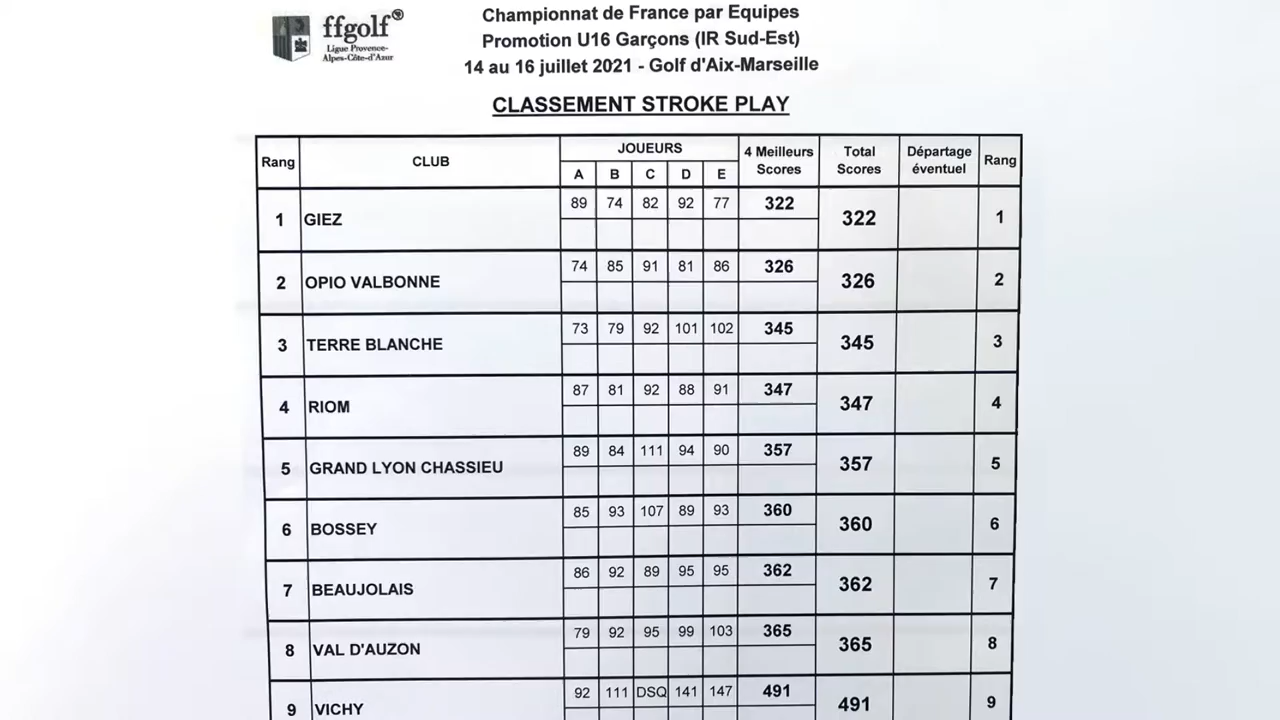 ffgolf
Ligue Provence-
Alpes-Côte-d'Azur
Championnat de France par Equipes
Promotion U16 Garçons (IR Sud-Est)
14 au 16 juillet 2021 - Golf d'Aix-Marseille
CLASSEMENT STROKE PLAY
Rang CLUB JOUEURS A B C D E 4 Meilleurs Scores Total Scores Départage éventuel Rang
1 GIEZ 89 74 82 92 77 322 322 1
2 OPIO VALBONNE 74 85 91 81 86 326 326 2
3 TERRE BLANCHE 73 79 92 101 102 345 345 3
4 RIOM 87 81 92 88 91 347 347 4
5 GRAND LYON CHASSIEU 89 84 111 94 90 357 357 5
6 BOSSEY 85 93 107 89 93 360 360 6
7 BEAUJOLAIS 86 92 89 95 95 362 362 7
8 VAL D'AUZON 79 92 95 99 103 365 365 8
9 VICHY 92 111 DSQ 141 147 491 491 9